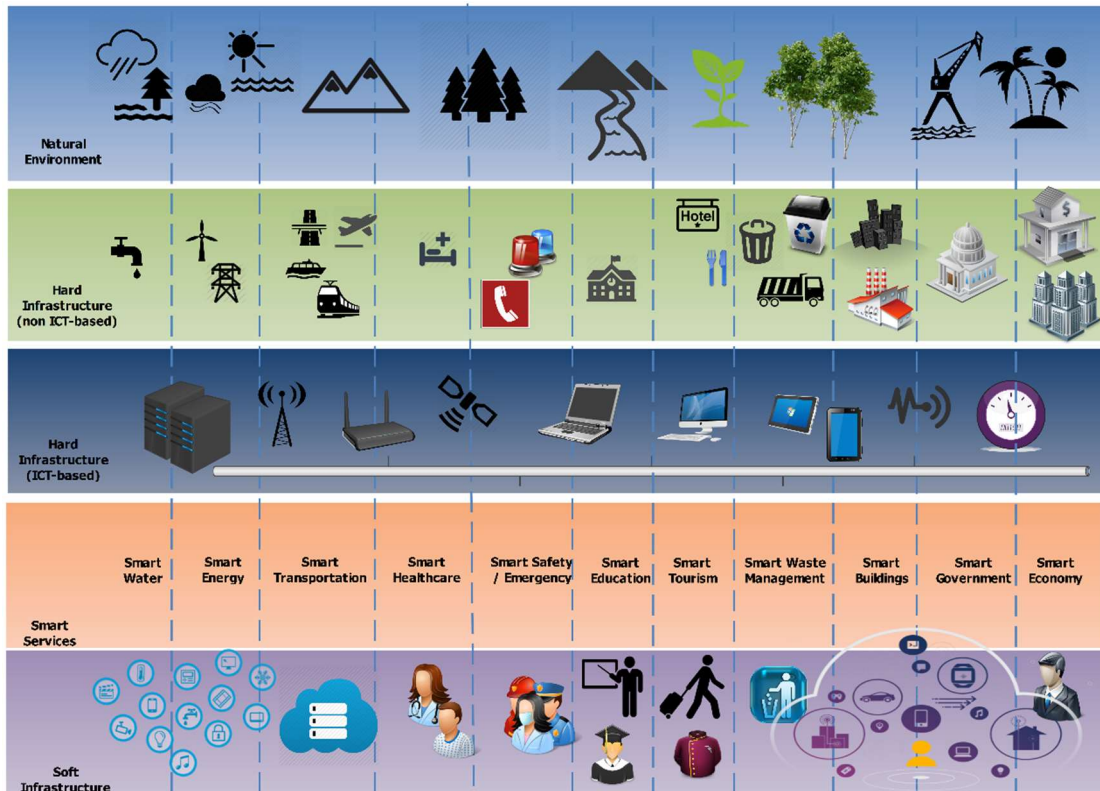 Natural
Environment
Hotel
$
Hard
Infrastructure
(non ICT-based)
Hard
Infrastructure
(ICT-based)
Smart
Water
Smart
Energy
Smart
Transportation
Smart
Healthcare
Smart Safety
/ Emergency
Smart
Education
Smart
Tourism
Smart Waste
Management
Smart
Buildings
Smart
Government
Smart
Economy
Smart
Services
Soft
Infrastructure